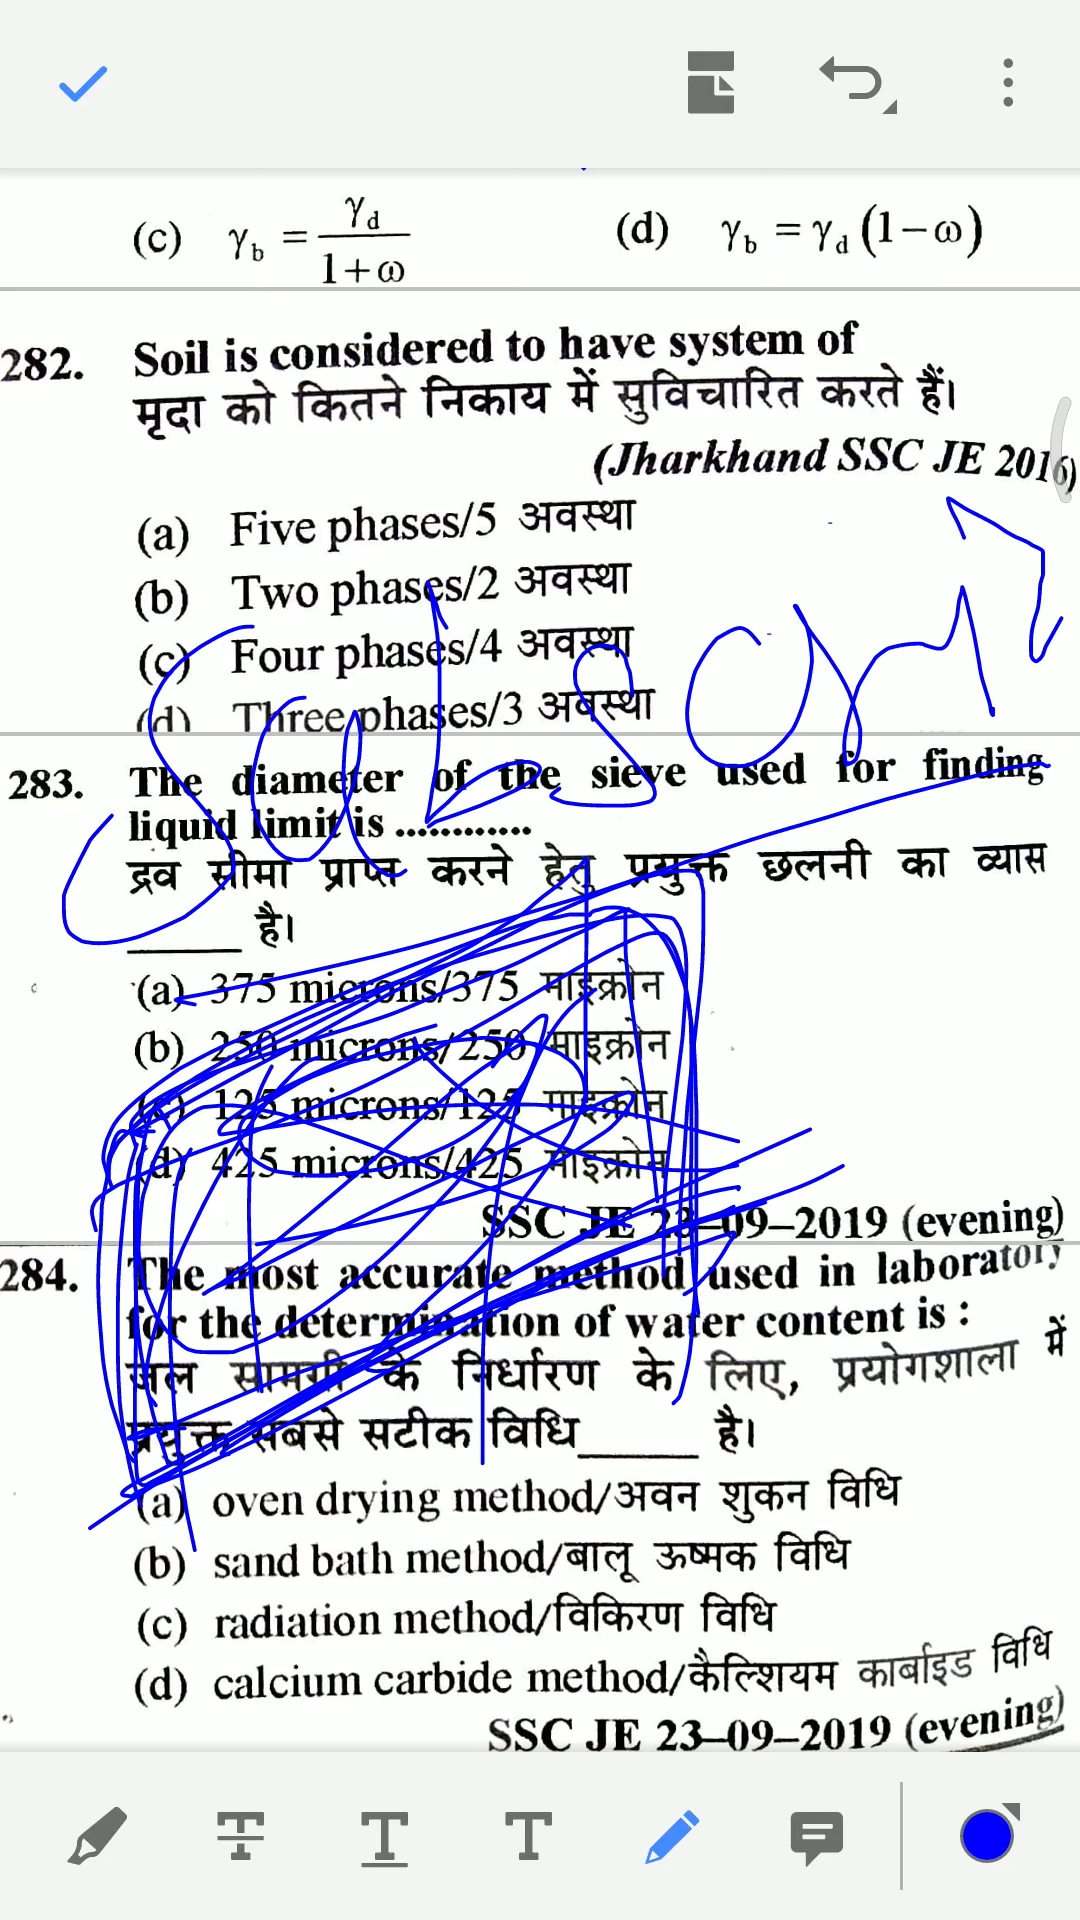 (c) γb = γd / 1+ω (d) γb = γd (1−ω)
282. Soil is considered to have system of
मृदा को कितने निकाय में सुविचारित करते हैं।
(Jharkhand SSC JE 2016)
(a) Five phases/5 अवस्था
(b) Two phases/2 अवस्था
(c) Four phases/4 अवस्था
(d) Three phases/3 अवस्था
283. The diameter of the sieve used for finding
liquid limit is ............
द्रव सीमा प्राप्त करने हेतु प्रयुक्त छलनी का व्यास
_____ है।
(a) 375 microns/375 माइक्रोन
(b) 250 microns/250 माइक्रोन
(c) 125 microns/125 माइक्रोन
(d) 425 microns/425 माइक्रोन
SSC JE 23–09–2019 (evening)
284. The most accurate method used in laboratory
for the determination of water content is :
जल सामग्री के निर्धारण के लिए, प्रयोगशाला में
प्रयुक्त सबसे सटीक विधि_____ है।
(a) oven drying method/अवन शुकन विधि
(b) sand bath method/बालू ऊष्मक विधि
(c) radiation method/विकिरण विधि
(d) calcium carbide method/कैल्शियम कार्बाइड विधि
SSC JE 23–09–2019 (evening)